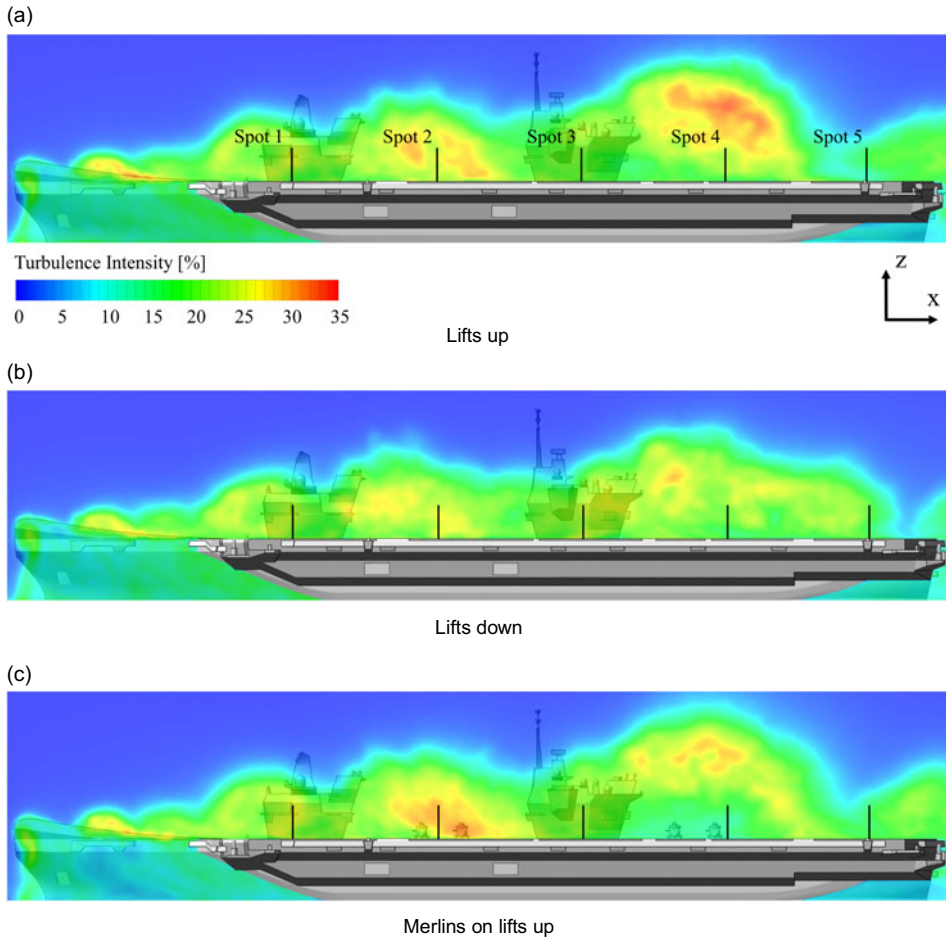 (a)
Spot 1
Spot 2
Spot 3
Spot 4
Spot 5
Turbulence Intensity [%]
0 5 10 15 20 25 30 35
Z
X
Lifts up
(b)
Lifts down
(c)
Merlins on lifts up